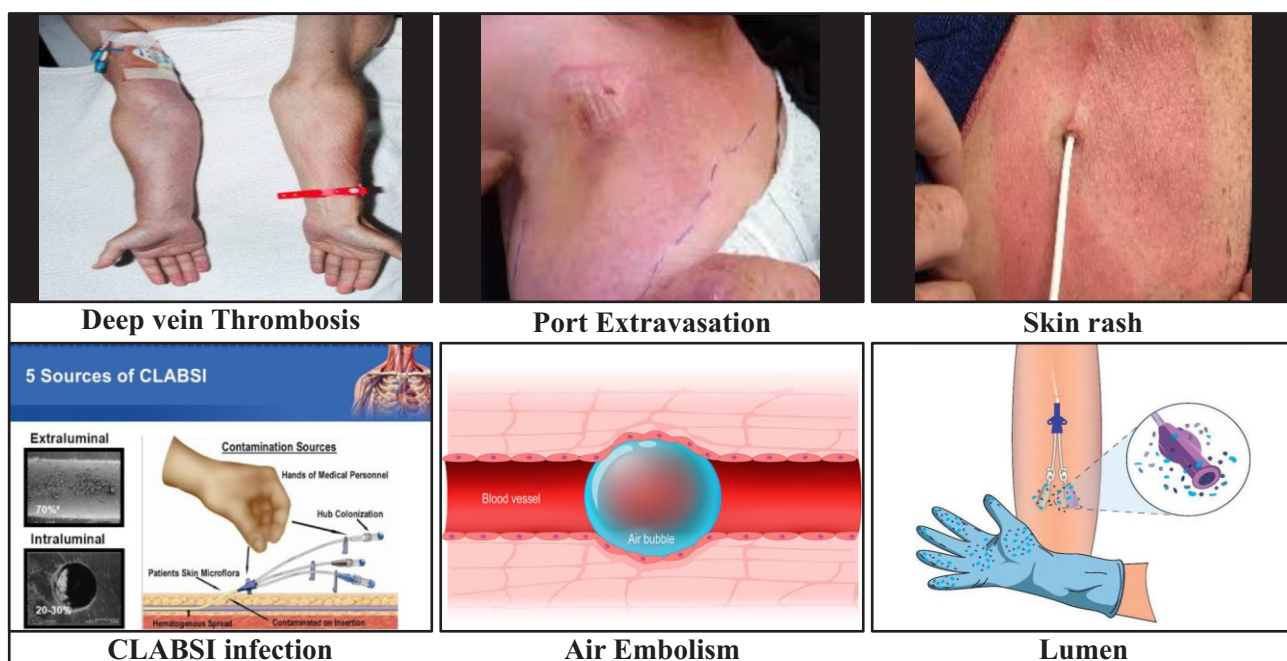 Deep vein Thrombosis
Port Extravasation
Skin rash
5 Sources of CLABSI
Extraluminal
70%*
Intraluminal
20-30%
Contamination Sources
Hands of Medical Personnel
Hub Colonization
Patients Skin Microflora
Hematogenous Spread
Contaminated on Insertion
Blood vessel
Air bubble
CLABSI infection
Air Embolism
Lumen